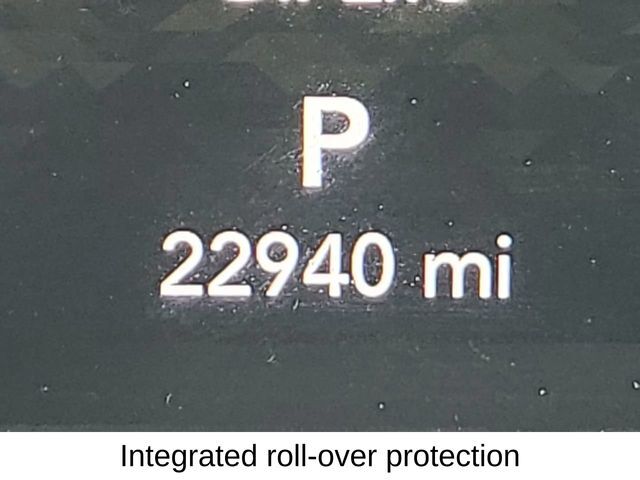 P
22940 mi
Integrated roll-over protection